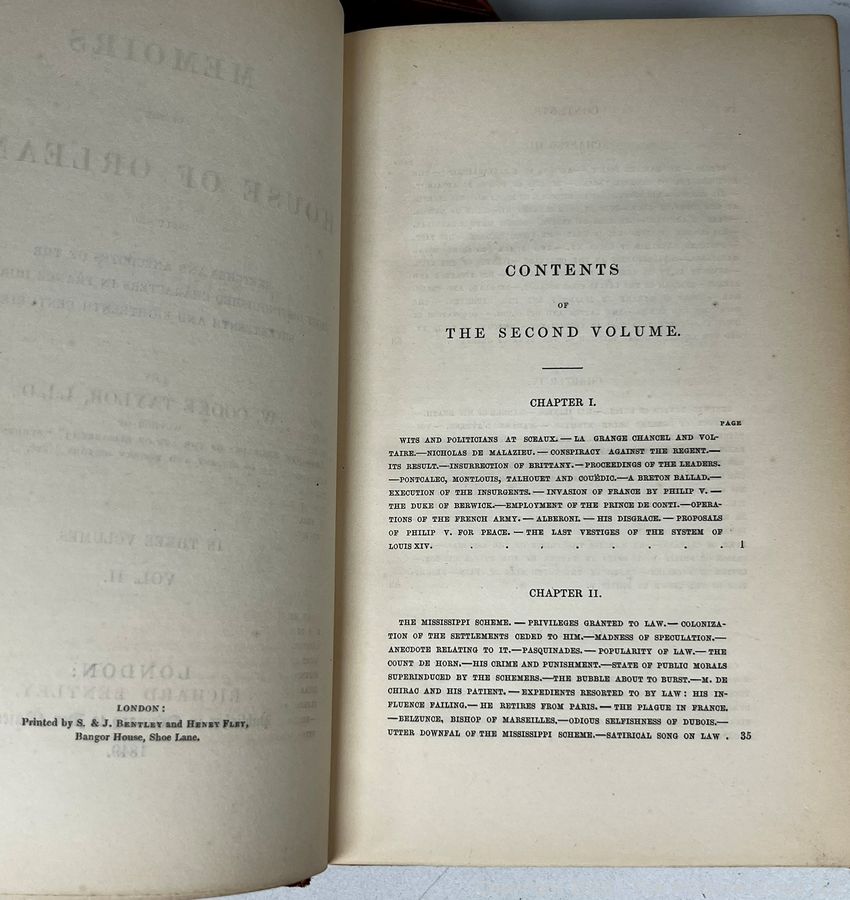 LONDON:
Printed by S. & J. BENTLEY and HENRY FLEY,
Bangor House, Shoe Lane.
CONTENTS
OF
THE SECOND VOLUME.
CHAPTER I.
PAGE
WITS AND POLITICIANS AT SCEAUX. — LA GRANGE CHANCEL AND VOL-
TAIRE.—NICHOLAS DE MALAZIEU. — CONSPIRACY AGAINST THE REGENT.—
ITS RESULT.—INSURRECTION OF BRITTANY.—PROCEEDINGS OF THE LEADERS.
—PONTCALEC, MONTLOUIS, TALHOUET AND COUËDIC.—A BRETON BALLAD.—
EXECUTION OF THE INSURGENTS. — INVASION OF FRANCE BY PHILIP V. —
THE DUKE OF BERWICK.—EMPLOYMENT OF THE PRINCE DE CONTI.—OPERA-
TIONS OF THE FRENCH ARMY. — ALBERONI. — HIS DISGRACE. — PROPOSALS
OF PHILIP V. FOR PEACE. — THE LAST VESTIGES OF THE SYSTEM OF
LOUIS XIV. . . . . . . . . 1
CHAPTER II.
THE MISSISSIPPI SCHEME. — PRIVILEGES GRANTED TO LAW.— COLONIZA-
TION OF THE SETTLEMENTS CEDED TO HIM.—MADNESS OF SPECULATION.—
ANECDOTE RELATING TO IT.—PASQUINADES. — POPULARITY OF LAW.— THE
COUNT DE HORN.—HIS CRIME AND PUNISHMENT.—STATE OF PUBLIC MORALS
SUPERINDUCED BY THE SCHEMERS.—THE BUBBLE ABOUT TO BURST.—M. DE
CHIRAC AND HIS PATIENT. — EXPEDIENTS RESORTED TO BY LAW: HIS IN-
FLUENCE FAILING.— HE RETIRES FROM PARIS. — THE PLAGUE IN FRANCE.
—BELZUNCE, BISHOP OF MARSEILLES.—ODIOUS SELFISHNESS OF DUBOIS.—
UTTER DOWNFAL OF THE MISSISSIPPI SCHEME.—SATIRICAL SONG ON LAW . 35